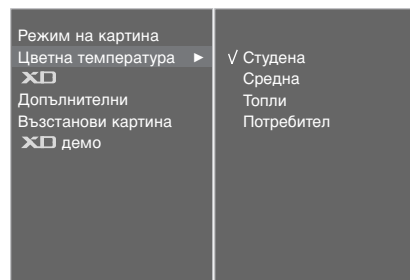 Режим на картина
Цветна температура ►
XD
Допълнителни
Възстанови картина
XD демо
√ Студена
Средна
Топли
Потребител